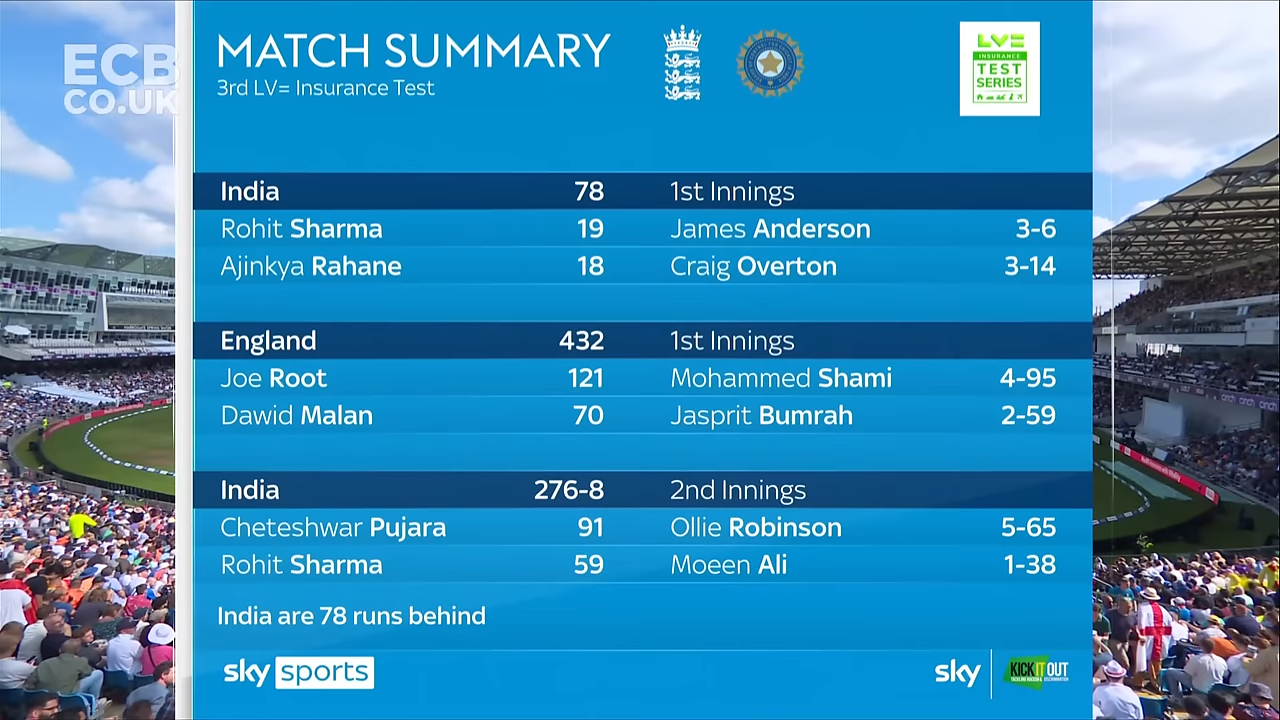 ECB
CO.UK
MATCH SUMMARY
3rd LV= Insurance Test
LV=
INSURANCE
TEST
SERIES
India 78 1st Innings
Rohit Sharma 19 James Anderson 3-6
Ajinkya Rahane 18 Craig Overton 3-14
England 432 1st Innings
Joe Root 121 Mohammed Shami 4-95
Dawid Malan 70 Jasprit Bumrah 2-59
India 276-8 2nd Innings
Cheteshwar Pujara 91 Ollie Robinson 5-65
Rohit Sharma 59 Moeen Ali 1-38
India are 78 runs behind
sky sports
sky
KICK IT OUT